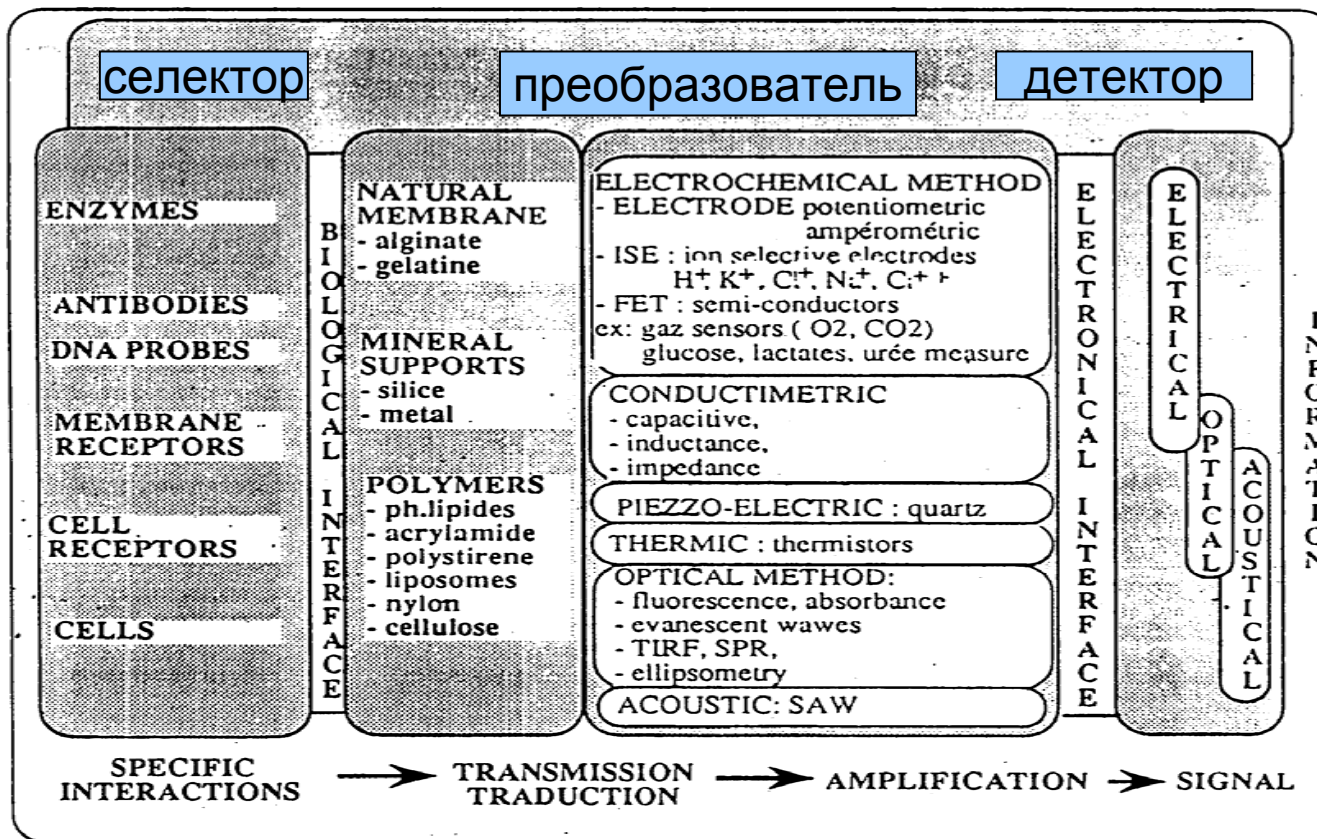 селектор
преобразователь
детектор
ENZYMES
ANTIBODIES
DNA PROBES
MEMBRANE
RECEPTORS
CELL
RECEPTORS
CELLS
BIOLOGICAL INTERFACE
NATURAL
MEMBRANE
- alginate
- gelatine
MINERAL
SUPPORTS
- silice
- metal
POLYMERS
- ph.lipides
- acrylamide
- polystirene
- liposomes
- nylon
- cellulose
ELECTROCHEMICAL METHOD
- ELECTRODE potentiometric
ampérométric
- ISE : ion selective electrodes
H+, K+,
- FET : semi-conductors
ex: gaz sensors ( O2, CO2)
glucose, lactates, urée measure
CONDUCTIMETRIC
- capacitive,
- inductance,
- impedance
PIEZZO-ELECTRIC : quartz
THERMIC : thermistors
OPTICAL METHOD:
- fluorescence, absorbance
- evanescent wawes
- TIRF, SPR,
- ellipsometry
ACOUSTIC: SAW
ELECTRONICAL INTERFACE
ELECTRICAL
OPTICAL
ACOUSTICAL
INFORMATION
SPECIFIC
INTERACTIONS
TRANSMISSION
TRADUCTION
AMPLIFICATION
SIGNAL